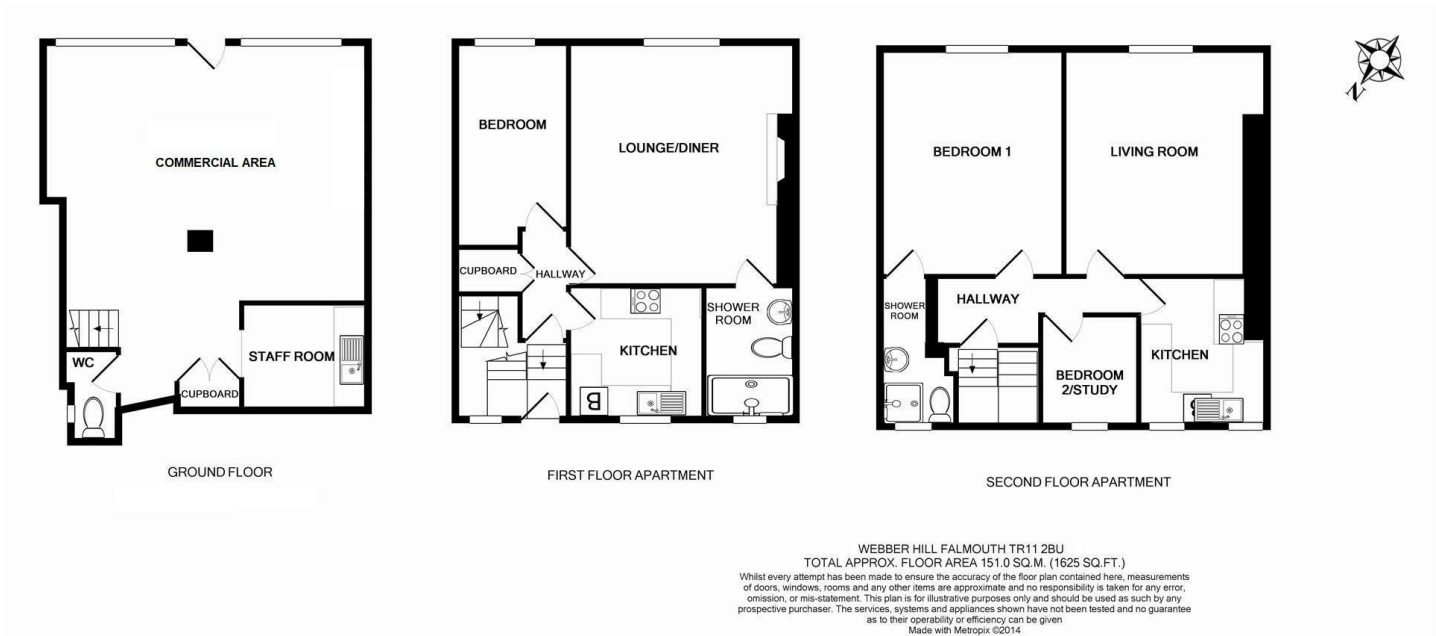 COMMERCIAL AREA
WC
STAFF ROOM
CUPBOARD
GROUND FLOOR
BEDROOM
LOUNGE/DINER
CUPBOARD
HALLWAY
SHOWER
ROOM
KITCHEN
B
FIRST FLOOR APARTMENT
BEDROOM 1
LIVING ROOM
HALLWAY
SHOWER
ROOM
BEDROOM
2/STUDY
KITCHEN
SECOND FLOOR APARTMENT
N
WEBBER HILL FALMOUTH TR11 2BU
TOTAL APPROX. FLOOR AREA 151.0 SQ.M. (1625 SQ.FT.)
Whilst every attempt has been made to ensure the accuracy of the floor plan contained here, measurements
of doors, windows, rooms and any other items are approximate and no responsibility is taken for any error,
omission, or mis-statement. This plan is for illustrative purposes only and should be used as such by any
prospective purchaser. The services, systems and appliances shown have not been tested and no guarantee
as to their operability or efficiency can be given
Made with Metropix ©2014